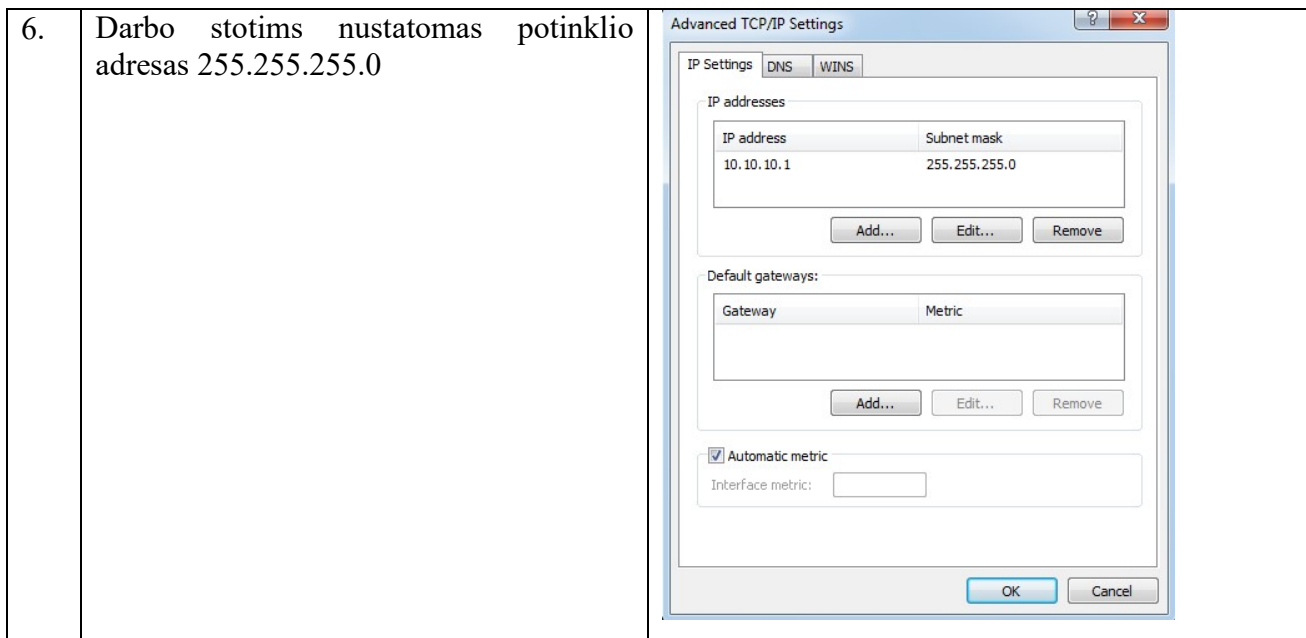 6.
Darbo stotims nustatomas potinklio
adresas 255.255.255.0
Advanced TCP/IP Settings
IP Settings DNS WINS
IP addresses
IP address Subnet mask
10.10.10.1 255.255.255.0
Add... Edit... Remove
Default gateways:
Gateway Metric
Add... Edit... Remove
Automatic metric
Interface metric:
OK Cancel